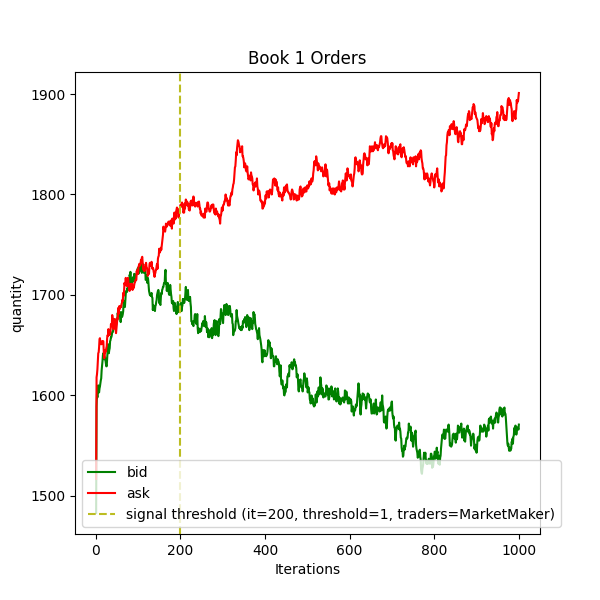 Book 1 Orders
quantity
1900
1800
1700
1600
1500
bid
ask
signal threshold (it=200, threshold=1, traders=MarketMaker)
0 200 400 600 800 1000
Iterations